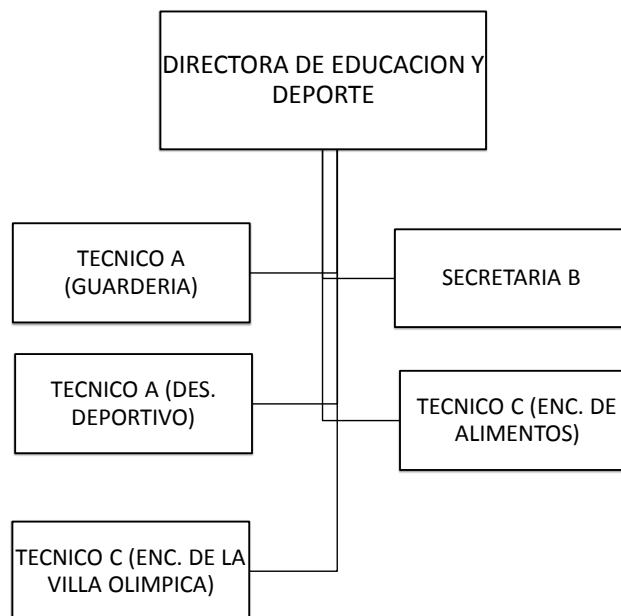 DIRECTORA DE EDUCACION Y
DEPORTE
TECNICO A
(GUARDERIA)
SECRETARIA B
TECNICO A (DES.
DEPORTIVO)
TECNICO C (ENC. DE
ALIMENTOS)
TECNICO C (ENC. DE LA
VILLA OLIMPICA)